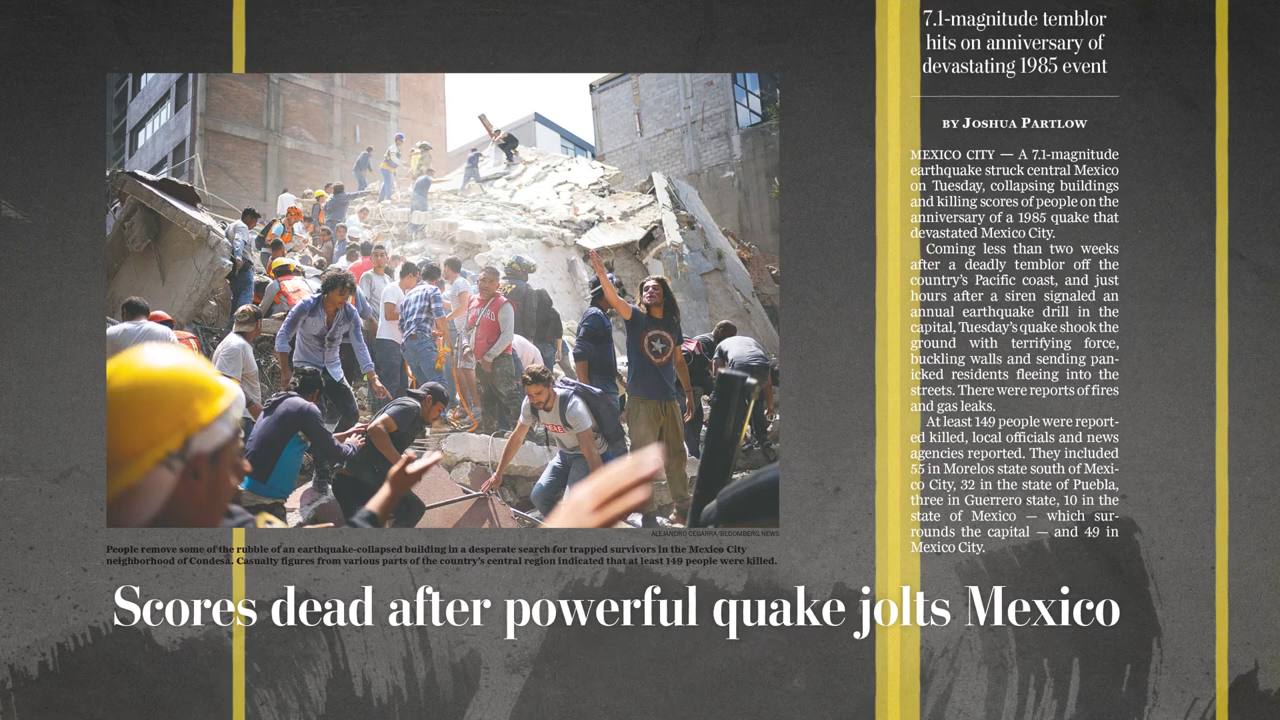 7.1-magnitude temblor
hits on anniversary of
devastating 1985 event
BY JOSHUA PARTLOW
MEXICO CITY — A 7.1-magnitude
earthquake struck central Mexico
on Tuesday, collapsing buildings
and killing scores of people on the
anniversary of a 1985 quake that
devastated Mexico City.
Coming less than two weeks
after a deadly temblor off the
country's Pacific coast, and just
hours after a siren signaled an
annual earthquake drill in the
capital, Tuesday's quake shook the
ground with terrifying force,
buckling walls and sending pan-
icked residents fleeing into the
streets. There were reports of fires
and gas leaks.
At least 149 people were report-
ed killed, local officials and news
agencies reported. They included
55 in Morelos state south of Mexi-
co City, 32 in the state of Puebla,
three in Guerrero state, 10 in the
state of Mexico — which sur-
rounds the capital — and 49 in
Mexico City.
ALEJANDRO CEGARRA/BLOOMBERG NEWS
People remove some of the rubble of an earthquake-collapsed building in a desperate search for trapped survivors in the Mexico City
neighborhood of Condesa. Casualty figures from various parts of the country's central region indicated that at least 149 people were killed.
Scores dead after powerful quake jolts Mexico